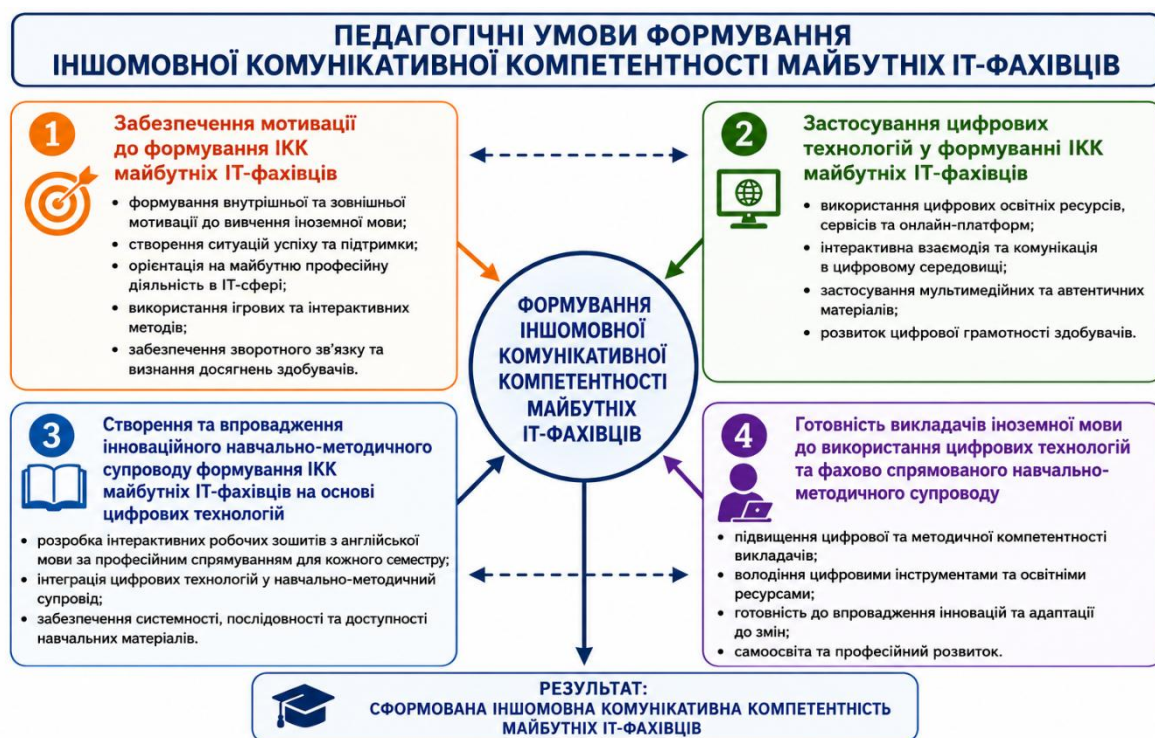 ПЕДАГОГІЧНІ УМОВИ ФОРМУВАННЯ
ІНШОМОВНОЇ КОМУНІКАТИВНОЇ КОМПЕТЕНТНОСТІ МАЙБУТНІХ ІТ-ФАХІВЦІВ
1
Забезпечення мотивації
до формування ІКК
майбутніх ІТ-фахівців
• формування внутрішньої та зовнішньої
мотивації до вивчення іноземної мови;
• створення ситуацій успіху та підтримки;
• орієнтація на майбутню професійну
діяльність в ІТ-сфері;
• використання ігрових та інтерактивних
методів;
• забезпечення зворотного зв’язку та
визнання досягнень здобувачів.
2
Застосування цифрових
технологій у формуванні ІКК
майбутніх ІТ-фахівців
• використання цифрових освітніх ресурсів,
сервісів та онлайн-платформ;
• інтерактивна взаємодія та комунікація
в цифровому середовищі;
• застосування мультимедійних та автентичних
матеріалів;
• розвиток цифрової грамотності здобувачів.
ФОРМУВАННЯ
ІНШОМОВНОЇ
КОМУНІКАТИВНОЇ
КОМПЕТЕНТНОСТІ
МАЙБУТНІХ
ІТ-ФАХІВЦІВ
3
Створення та впровадження
інноваційного навчально-методичного
супроводу формування ІКК
майбутніх ІТ-фахівців на основі
цифрових технологій
• розробка інтерактивних робочих зошитів з англійської
мови за професійним спрямуванням для кожного семестру;
• інтеграція цифрових технологій у навчально-методичний
супровід;
• забезпечення системності, послідовності та доступності
навчальних матеріалів.
4
Готовність викладачів іноземної мови
до використання цифрових технологій
та фахово спрямованого навчально-
методичного супроводу
• підвищення цифрової та методичної компетентності
викладачів;
• володіння цифровими інструментами та освітніми
ресурсами;
• готовність до впровадження інновацій та адаптації
до змін;
• самоосвіта та професійний розвиток.
РЕЗУЛЬТАТ:
СФОРМОВАНА ІНШОМОВНА КОМУНІКАТИВНА КОМПЕТЕНТНІСТЬ
МАЙБУТНІХ ІТ-ФАХІВЦІВ